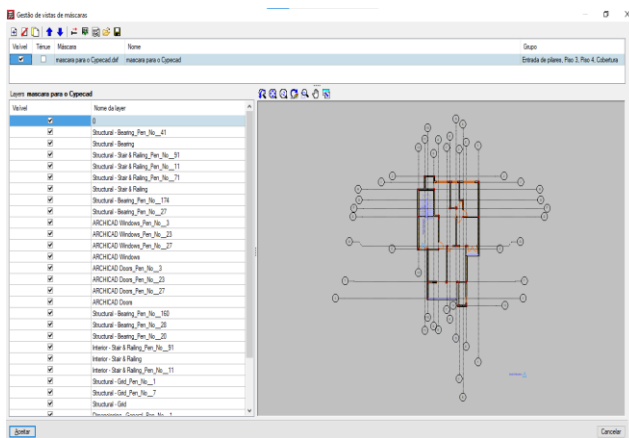 Gestão de vistas de máscaras
Visível Ténue Máscara Nome Grupo
mascara para o Cypecad.dxf mascara para o Cypecad Entrada de pilares, Piso 3, Piso 4, Cobertura
Layers mascara para o Cypecad
Visível Nome da layer
0
Structural - Bearing_Pen_No__41
Structural - Bearing
Structural - Stair & Railing_Pen_No__91
Structural - Stair & Railing_Pen_No__11
Structural - Stair & Railing_Pen_No__71
Structural - Stair & Railing
Structural - Bearing_Pen_No__174
Structural - Bearing_Pen_No__27
ARCHICAD Windows_Pen_No__3
ARCHICAD Windows_Pen_No__23
ARCHICAD Windows_Pen_No__27
ARCHICAD Windows
ARCHICAD Doors_Pen_No__3
ARCHICAD Doors_Pen_No__23
ARCHICAD Doors_Pen_No__27
ARCHICAD Doors
Structural - Bearing_Pen_No__160
Structural - Bearing_Pen_No__28
Structural - Bearing_Pen_No__20
Interior - Stair & Railing_Pen_No__91
Interior - Stair & Railing
Interior - Stair & Railing_Pen_No__11
Structural - Grid_Pen_No__1
Structural - Grid_Pen_No__7
Structural - Grid
Aceitar Cancelar